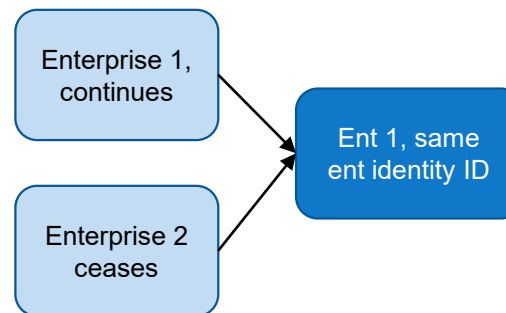 Enterprise 1,
continues
Ent 1, same
ent identity ID
Enterprise 2
ceases